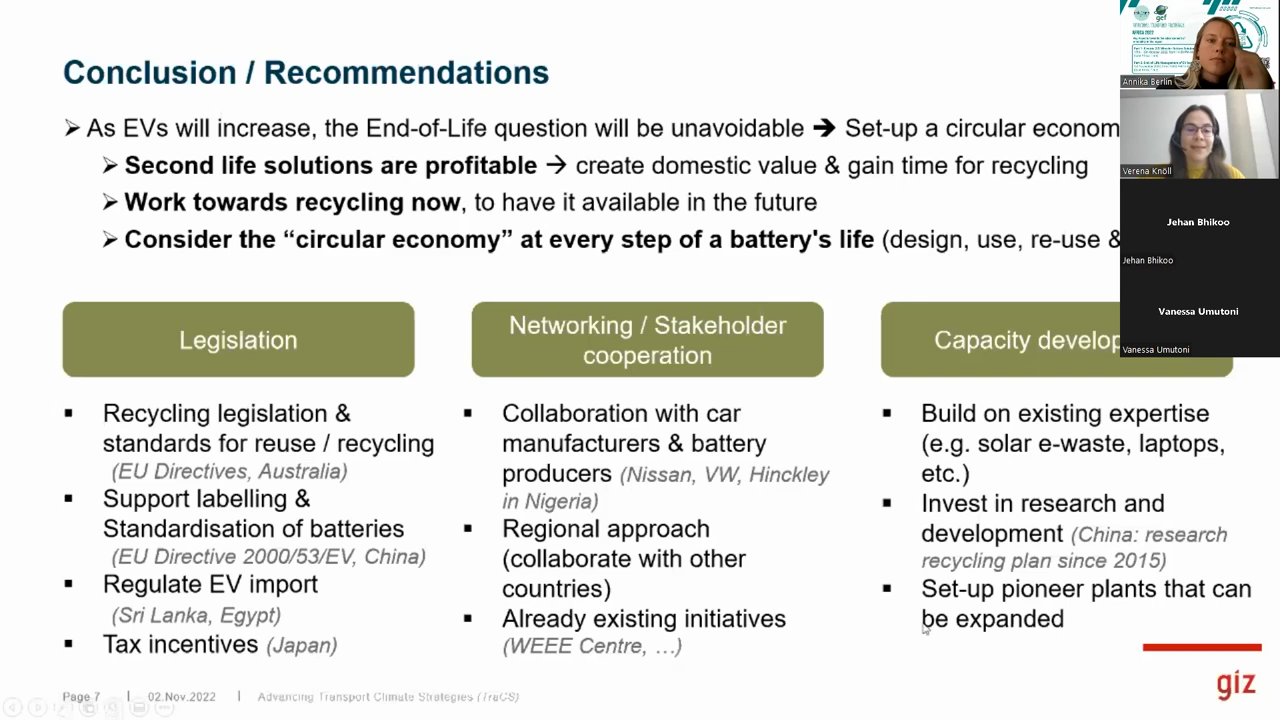 Conclusion / Recommendations
➢ As EVs will increase, the End-of-Life question will be unavoidable ➔ Set-up a circular econom
➢ Second life solutions are profitable → create domestic value & gain time for recycling
➢ Work towards recycling now, to have it available in the future
➢ Consider the “circular economy” at every step of a battery's life (design, use, re-use &
Legislation
▪ Recycling legislation &
standards for reuse / recycling
(EU Directives, Australia)
▪ Support labelling &
Standardisation of batteries
(EU Directive 2000/53/EV, China)
▪ Regulate EV import
(Sri Lanka, Egypt)
▪ Tax incentives (Japan)
Networking / Stakeholder
cooperation
▪ Collaboration with car
manufacturers & battery
producers (Nissan, VW, Hinckley
in Nigeria)
▪ Regional approach
(collaborate with other
countries)
▪ Already existing initiatives
(WEEE Centre, …)
Capacity develop
▪ Build on existing expertise
(e.g. solar e-waste, laptops,
etc.)
▪ Invest in research and
development (China: research
recycling plan since 2015)
▪ Set-up pioneer plants that can
be expanded
Page 7 | 02.Nov.2022 | Advancing Transport Climate Strategies (TraCS)
giz
gef
AFRICA 2022
Annika Berlin
Verena Knöll
Jehan Bhikoo
Jehan Bhikoo
Vanessa Umutoni
Vanessa Umutoni